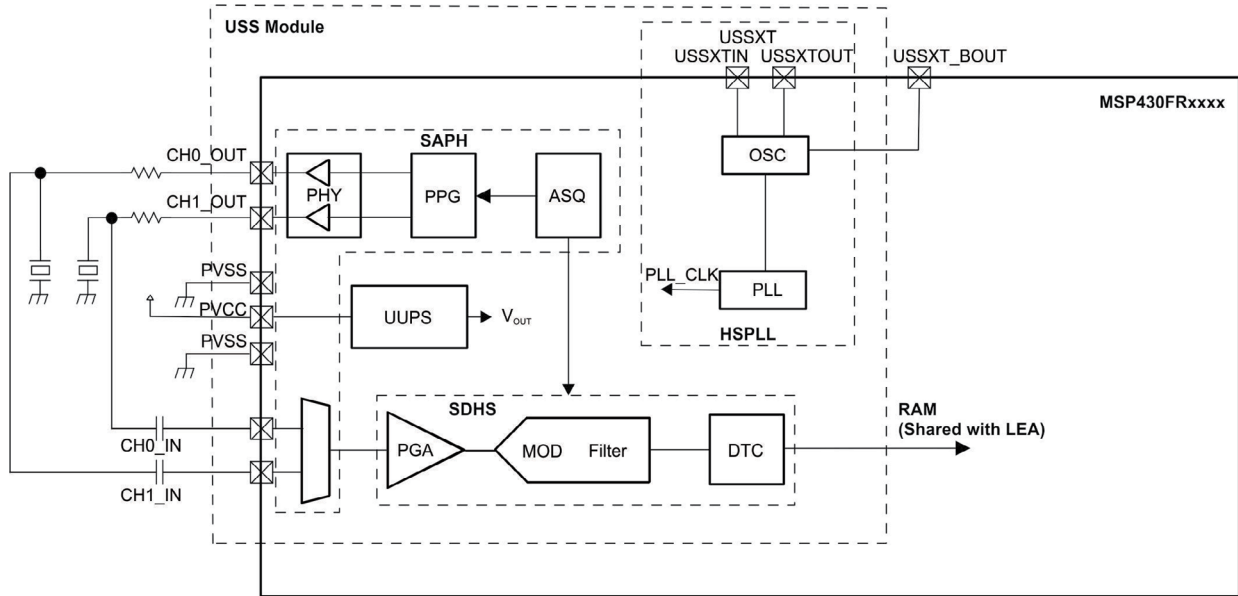 USS Module
USSXT
USSXTIN USSXTOUT
USSXT_BOUT
MSP430FRxxxx
SAPH
CH0_OUT
PHY
PPG
ASQ
OSC
CH1_OUT
PVSS
PLL_CLK
PLL
PVCC
UUPS
VOUT
HSPLL
PVSS
SDHS
RAM
(Shared with LEA)
CH0_IN
PGA
MOD Filter
DTC
CH1_IN